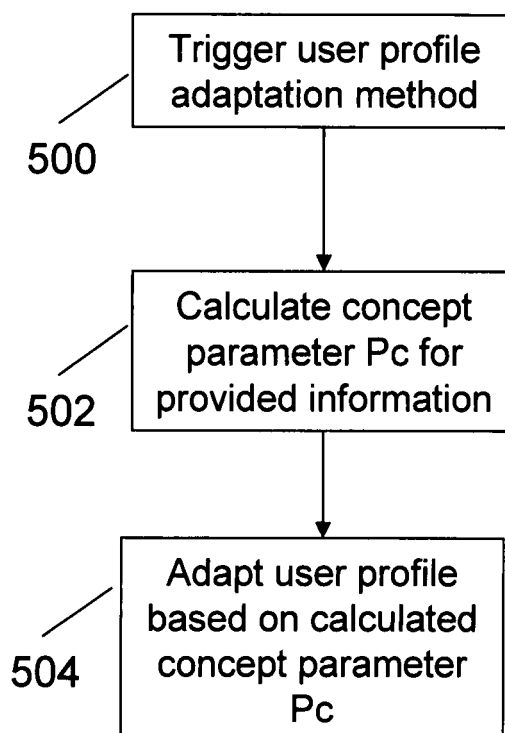 Trigger user profile
adaptation method
500
Calculate concept
parameter Pc for
provided information
502
Adapt user profile
based on calculated
concept parameter
Pc
504